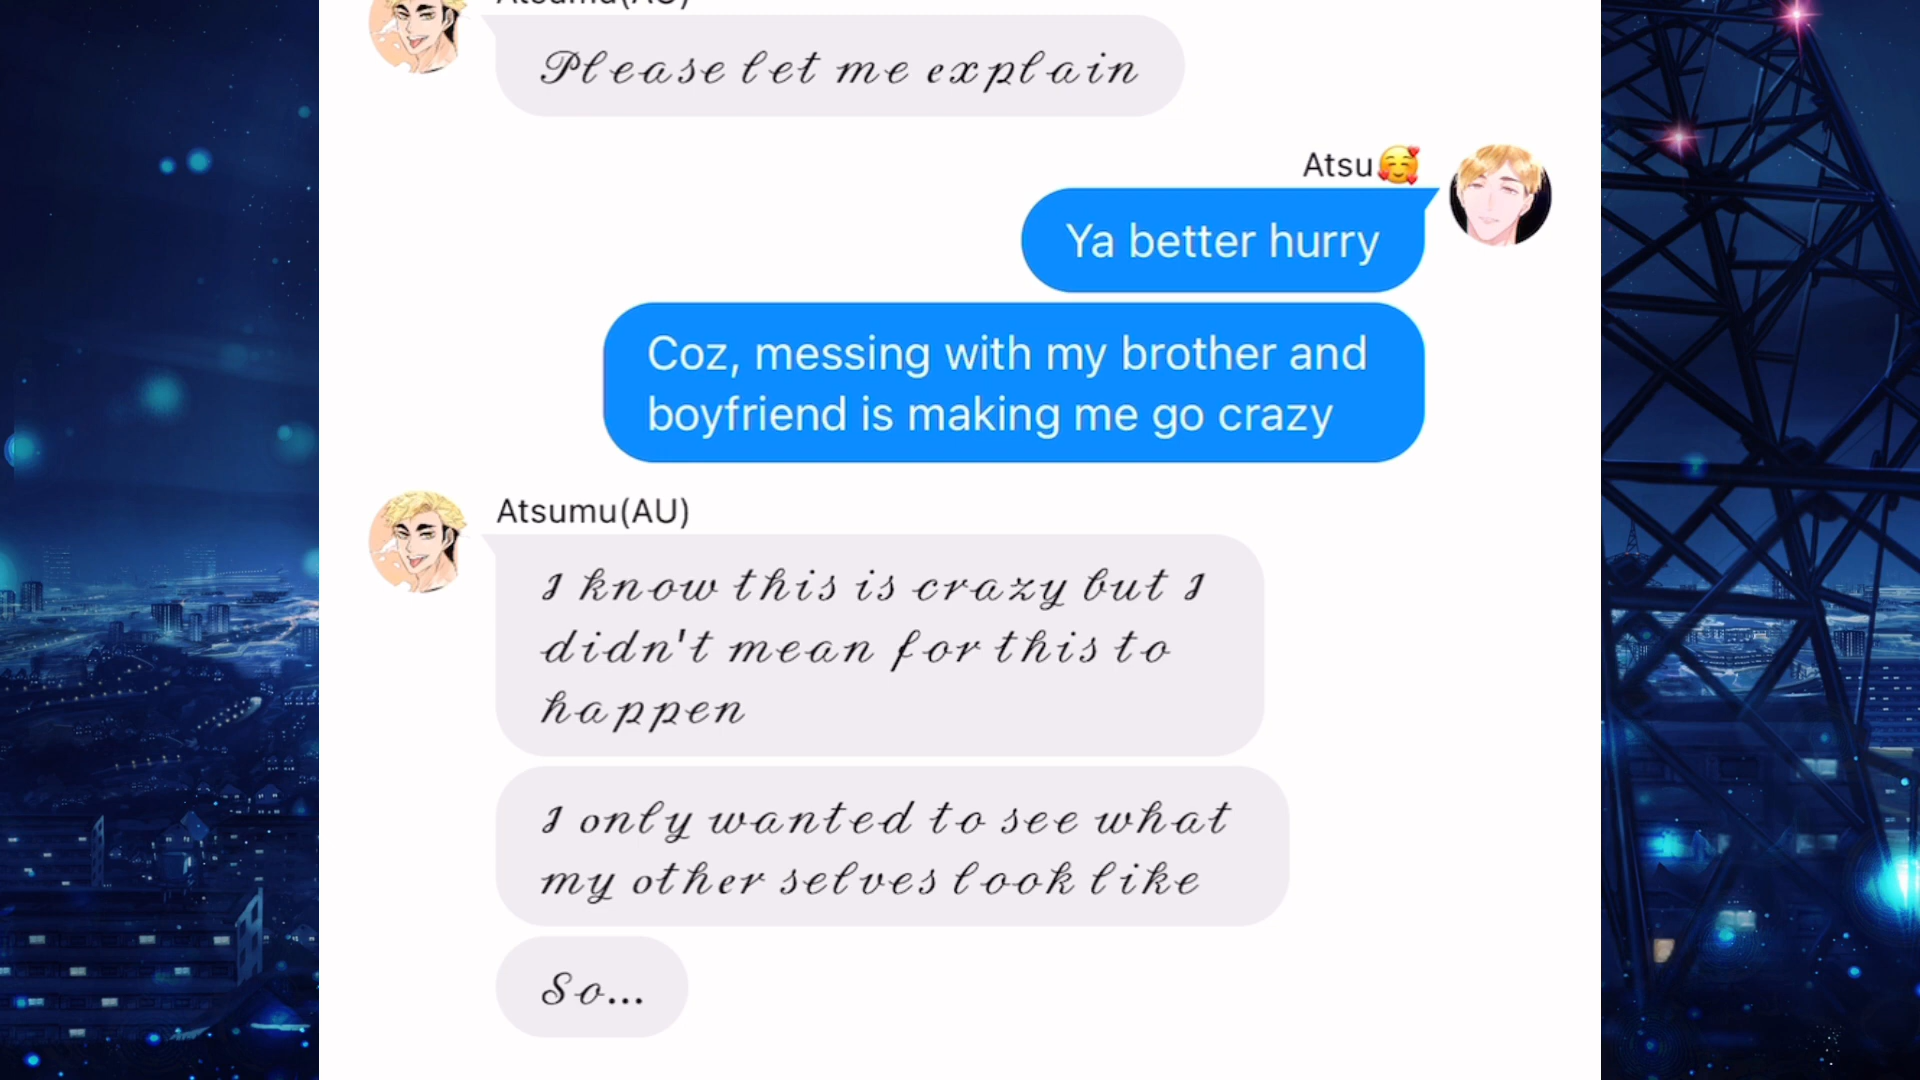 Atsumu(AU)
Please let me explain
Atsu🥰
Ya better hurry
Coz, messing with my brother and
boyfriend is making me go crazy
Atsumu(AU)
I know this is crazy but I
didn't mean for this to
happen
I only wanted to see what
my other selves look like
So...